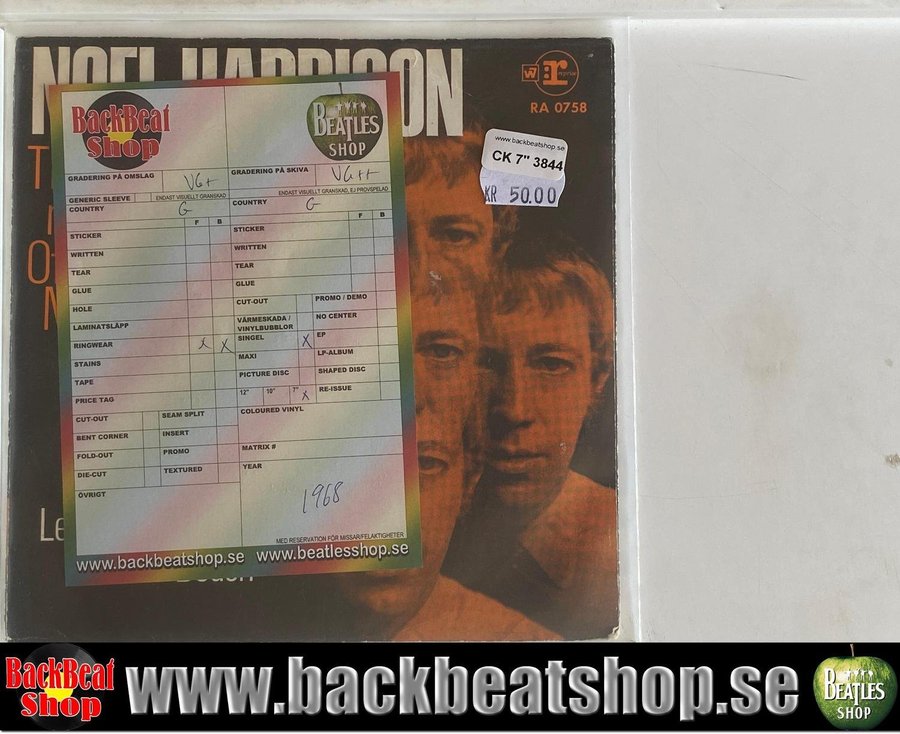 NOEL HARRISON
W7 r: reprise
RA 0758
www.backbeatshop.se
CK 7" 3844
KR 50.00
BackBeat
Shop
BEATLES
SHOP
GRADERING PÅ OMSLAG VG+
GRADERING PÅ SKIVA VG++
GENERIC SLEEVE
ENDAST VISUELLT GRANSKAD
ENDAST VISUELLT GRANSKAD, EJ PROVSPELAD
COUNTRY G
COUNTRY G
F B
F B
STICKER
WRITTEN
TEAR
GLUE
HOLE
LAMINATSLÄPP
RINGWEAR X X
STAINS
TAPE
PRICE TAG
CUT-OUT
SEAM SPLIT
BENT CORNER
INSERT
FOLD-OUT
PROMO
DIE-CUT
TEXTURED
ÖVRIGT
STICKER
WRITTEN
TEAR
GLUE
CUT-OUT
PROMO / DEMO
VÄRMESKADA /
VINYLBUBBLOR
NO CENTER
SINGEL X
EP
MAXI
LP-ALBUM
PICTURE DISC
SHAPED DISC
12" 10" 7" X
RE-ISSUE
COLOURED VINYL
MATRIX #
YEAR
1968
MED RESERVATION FÖR MISSAR/FELAKTIGHETER
www.backbeatshop.se www.beatlesshop.se
BackBeat
Shop
www.backbeatshop.se
BEATLES
SHOP